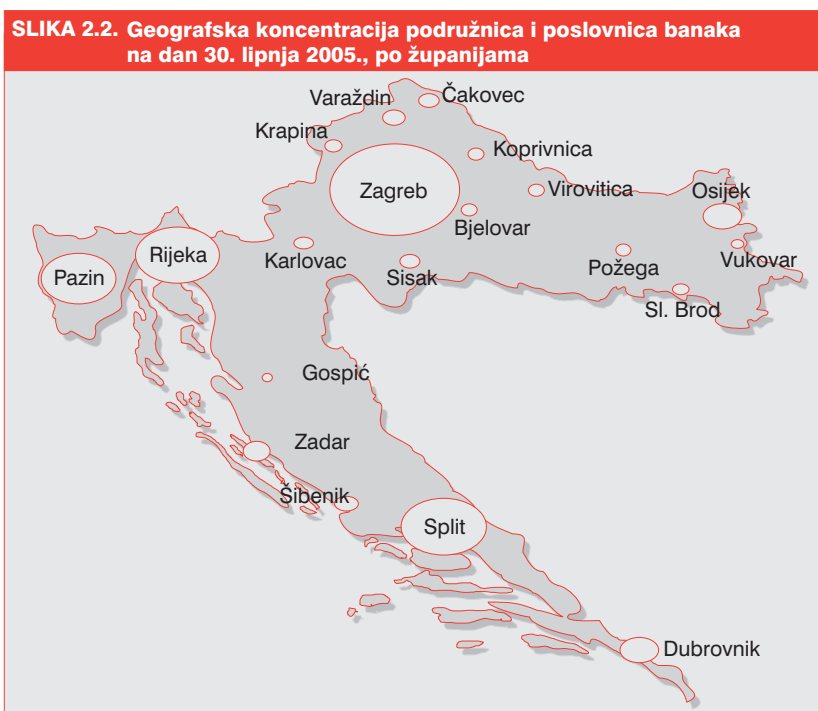 SLIKA 2.2. Geografska koncentracija podružnica i poslovnica banaka
na dan 30. lipnja 2005., po županijama
Varaždin
Čakovec
Krapina
Koprivnica
Zagreb
Virovitica
Osijek
Bjelovar
Rijeka
Karlovac
Vukovar
Pazin
Sisak
Požega
Sl. Brod
Gospić
Zadar
Šibenik
Split
Dubrovnik